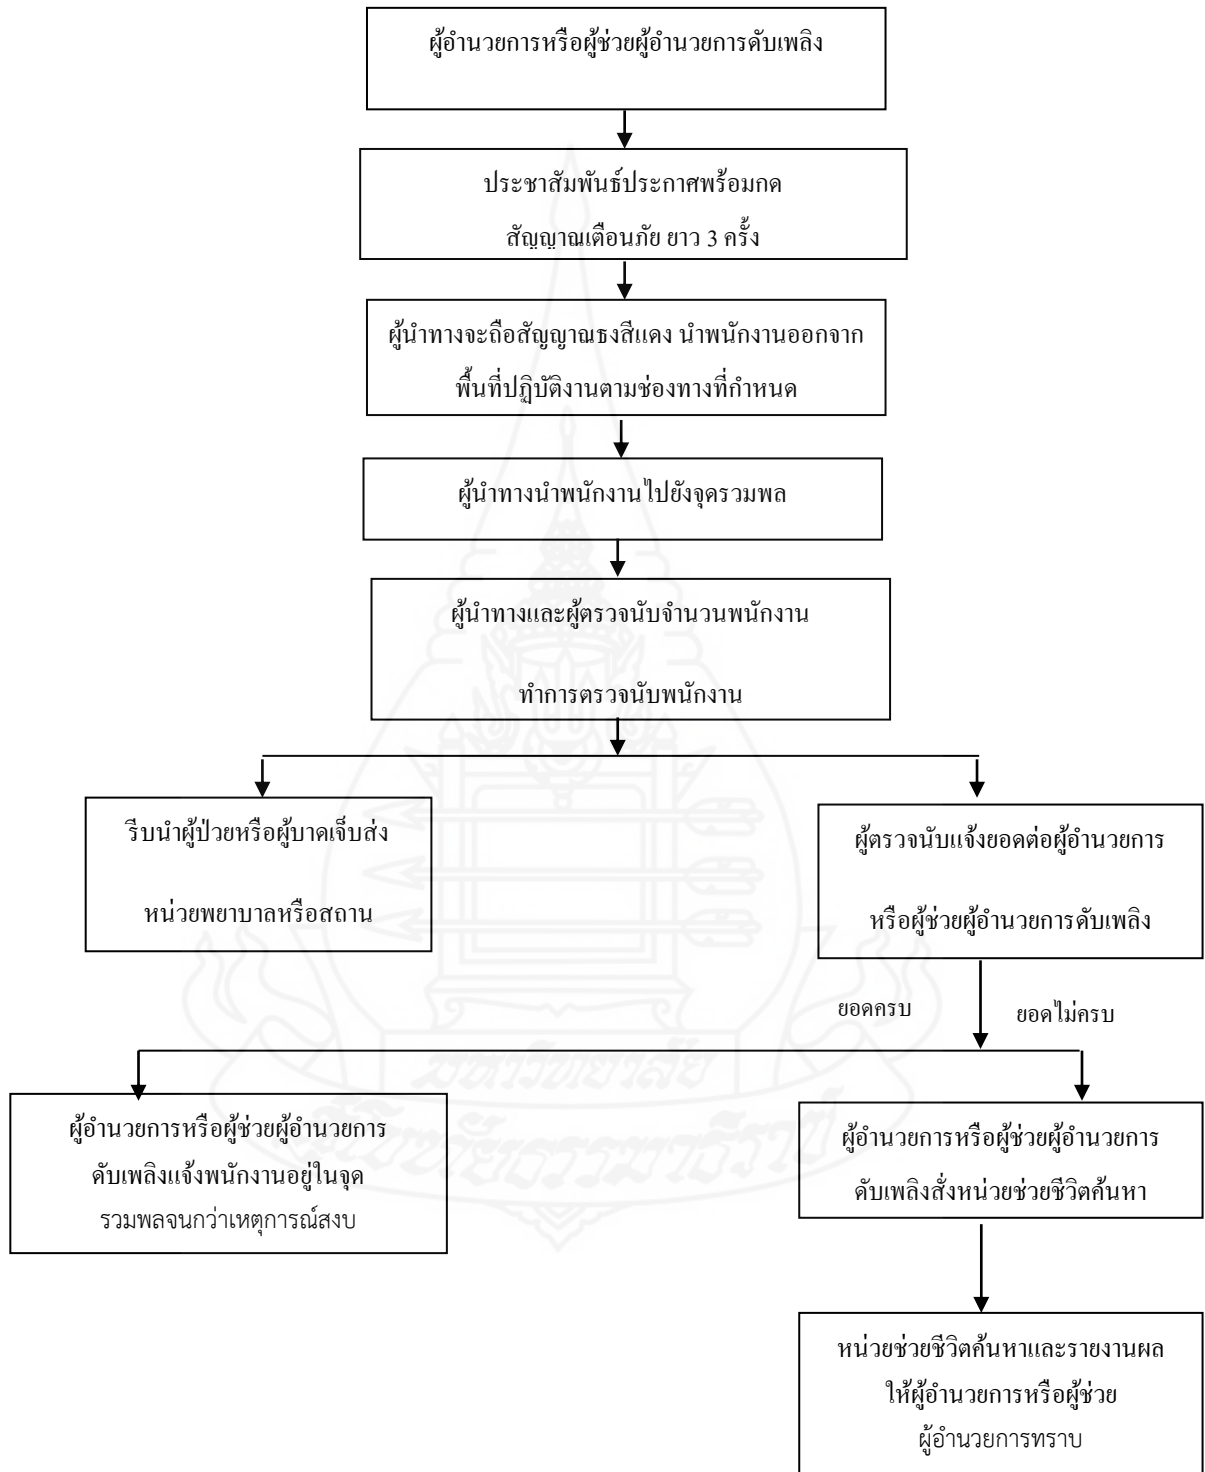 ผู้อำนวยการหรือผู้ช่วยผู้อำนวยการดับเพลิง
ประชาสัมพันธ์ประกาศพร้อมกด
สัญญาณเตือนภัย ยาว 3 ครั้ง
ผู้นำทางจะถือสัญญาณธงสีแดง นำพนักงานออกจาก
พื้นที่ปฏิบัติงานตามช่องทางที่กำหนด
ผู้นำทางนำพนักงานไปยังจุดรวมพล
ผู้นำทางและผู้ตรวจนับจำนวนพนักงาน
ทำการตรวจนับพนักงาน
รีบนำผู้ป่วยหรือผู้บาดเจ็บส่ง
หน่วยพยาบาลหรือสถาน
ผู้ตรวจนับแจ้งยอดต่อผู้อำนวยการ
หรือผู้ช่วยผู้อำนวยการดับเพลิง
ยอดครบ
ยอดไม่ครบ
ผู้อำนวยการหรือผู้ช่วยผู้อำนวยการ
ดับเพลิงแจ้งพนักงานอยู่ในจุด
รวมพลจนกว่าเหตุการณ์สงบ
ผู้อำนวยการหรือผู้ช่วยผู้อำนวยการ
ดับเพลิงสั่งหน่วยช่วยชีวิตค้นหา
หน่วยช่วยชีวิตค้นหาและรายงานผล
ให้ผู้อำนวยการหรือผู้ช่วย
ผู้อำนวยการทราบ
มหาวิทยาลัย
สุโขทัยธรรมาธิราช